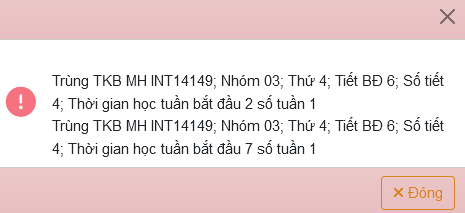 Trùng TKB MH INT14149; Nhóm 03; Thứ 4; Tiết BĐ 6; Số tiết
4; Thời gian học tuần bắt đầu 2 số tuần 1
Trùng TKB MH INT14149; Nhóm 03; Thứ 4; Tiết BĐ 6; Số tiết
4; Thời gian học tuần bắt đầu 7 số tuần 1
Đóng